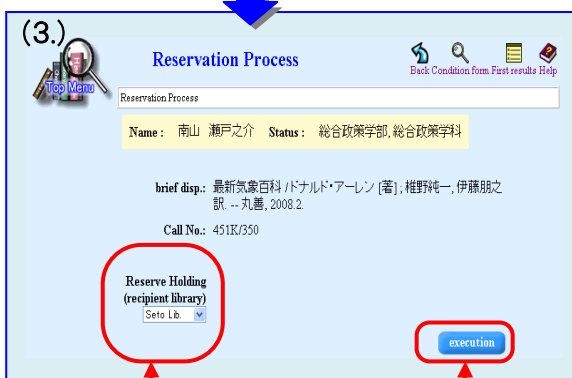 (3.)
Top Menu
Reservation Process
Back Condition form First results Help
Reservation Process
Name : 南山 瀬戸之介 Status : 総合政策学部,総合政策学科
brief disp.: 最新気象百科 /ドナルド・アーレン [著] ; 椎野純一, 伊藤朋之
訳. -- 丸善, 2008.2.
Call No.: 451K/350
Reserve Holding
(recipient library)
Seto Lib.
execution